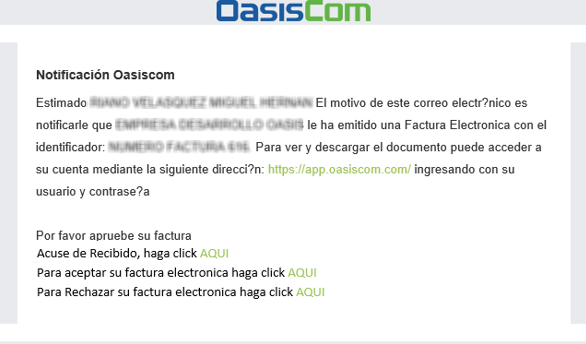 OasisCom
Notificación Oasiscom
Estimado El motivo de este correo electr?nico es
notificarle que le ha emitido una Factura Electronica con el
identificador: Para ver y descargar el documento puede acceder a
su cuenta mediante la siguiente direcci?n: https://app.oasiscom.com/ ingresando con su
usuario y contrase?a
Por favor apruebe su factura
Acuse de Recibido, haga click AQUI
Para aceptar su factura electronica haga click AQUI
Para Rechazar su factura electronica haga click AQUI